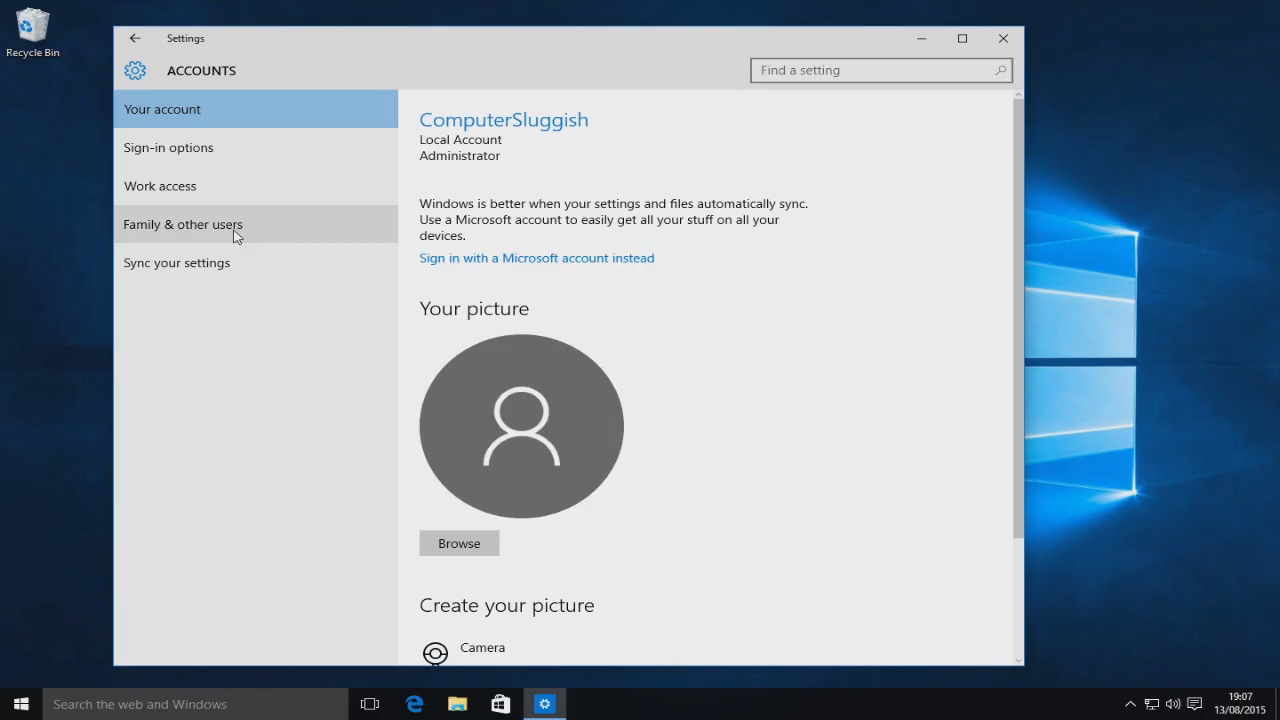 Recycle Bin
Settings
ACCOUNTS
Find a setting
Your account
Sign-in options
Work access
Family & other users
Sync your settings
ComputerSluggish
Local Account
Administrator
Windows is better when your settings and files automatically sync.
Use a Microsoft account to easily get all your stuff on all your
devices.
Sign in with a Microsoft account instead
Your picture
Browse
Create your picture
Camera
Search the web and Windows
19:07
13/08/2015